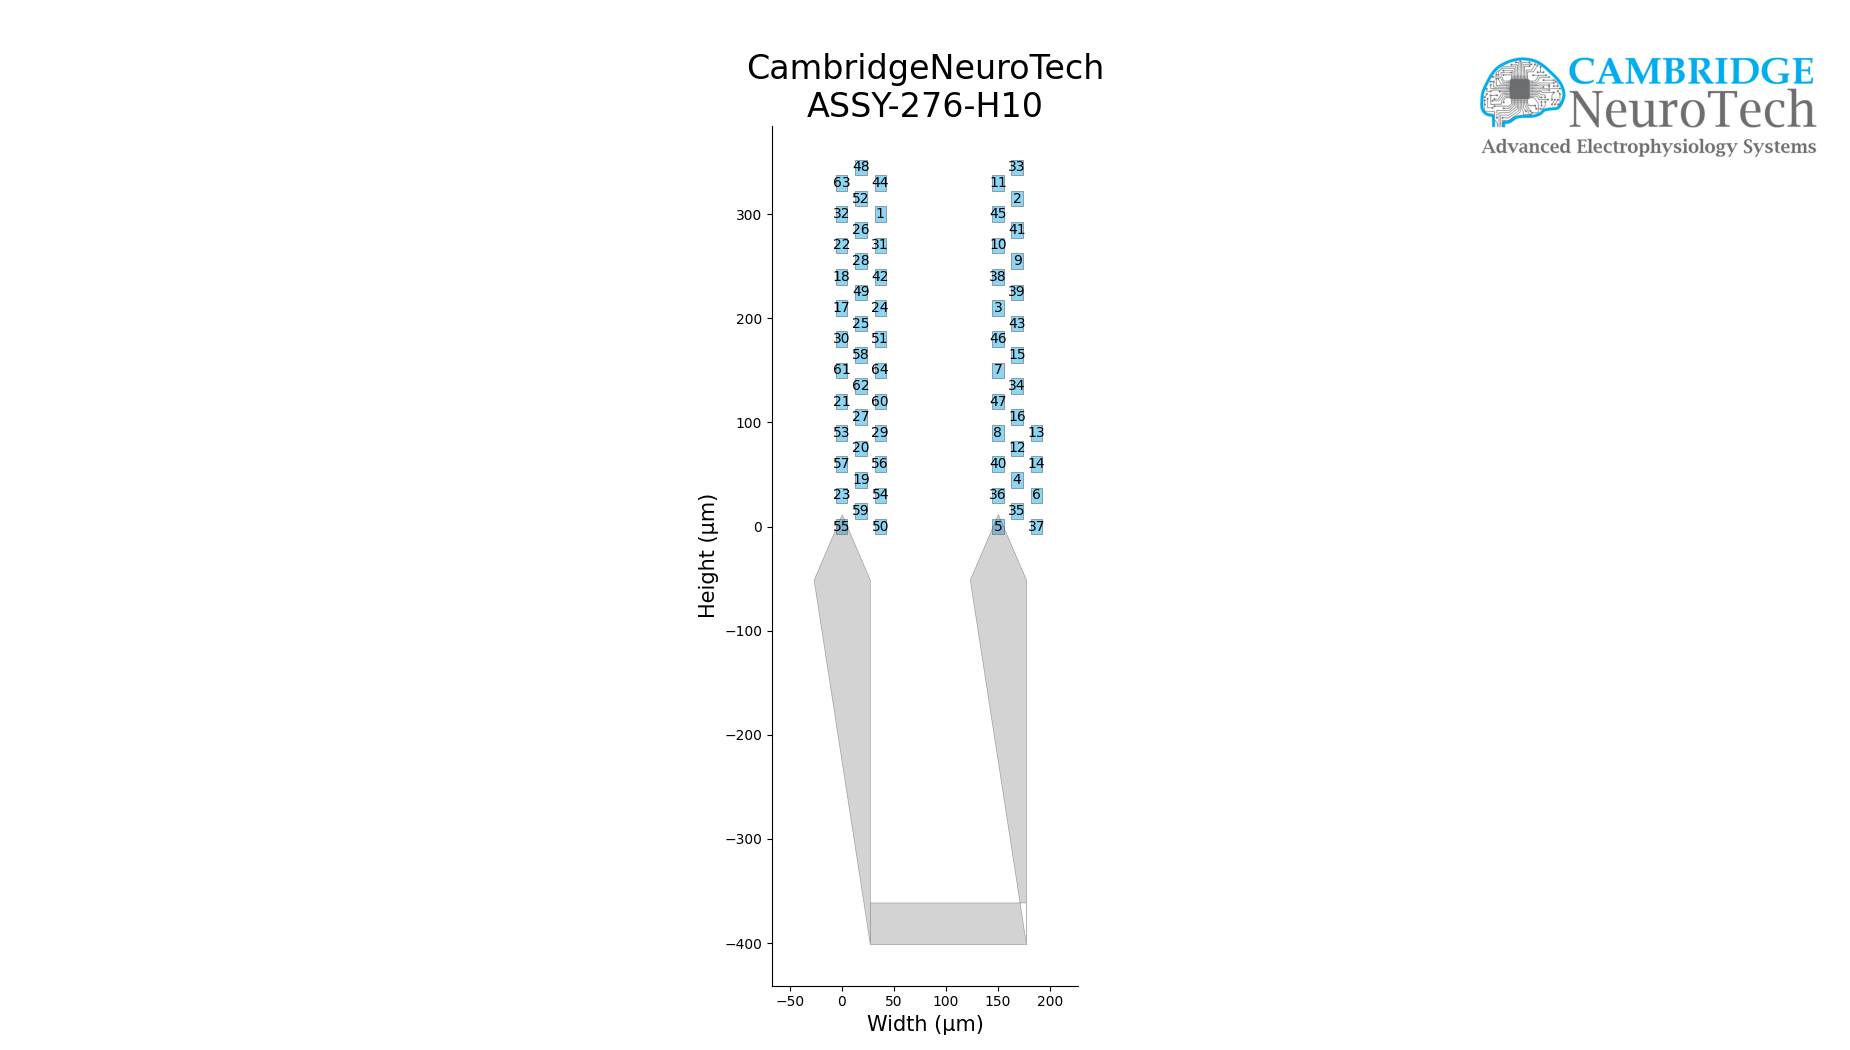 CambridgeNeuroTech
ASSY-276-H10
CAMBRIDGE
NeuroTech
Advanced Electrophysiology Systems
48 33
63 44 11
52 2
32 1 45
26 41
300
22 31 10
28 9
18 42 38
49 39
17 24 3
200
25 43
30 51 46
58 15
61 64 7
62 34
21 60 47
27 16
100
53 29 8 13
20 12
57 56 40 14
19 4
23 54 36 6
59 35
0
55 50 5 37
Height (μm)
−100
−200
−300
−400
−50 0 50 100 150 200
Width (μm)